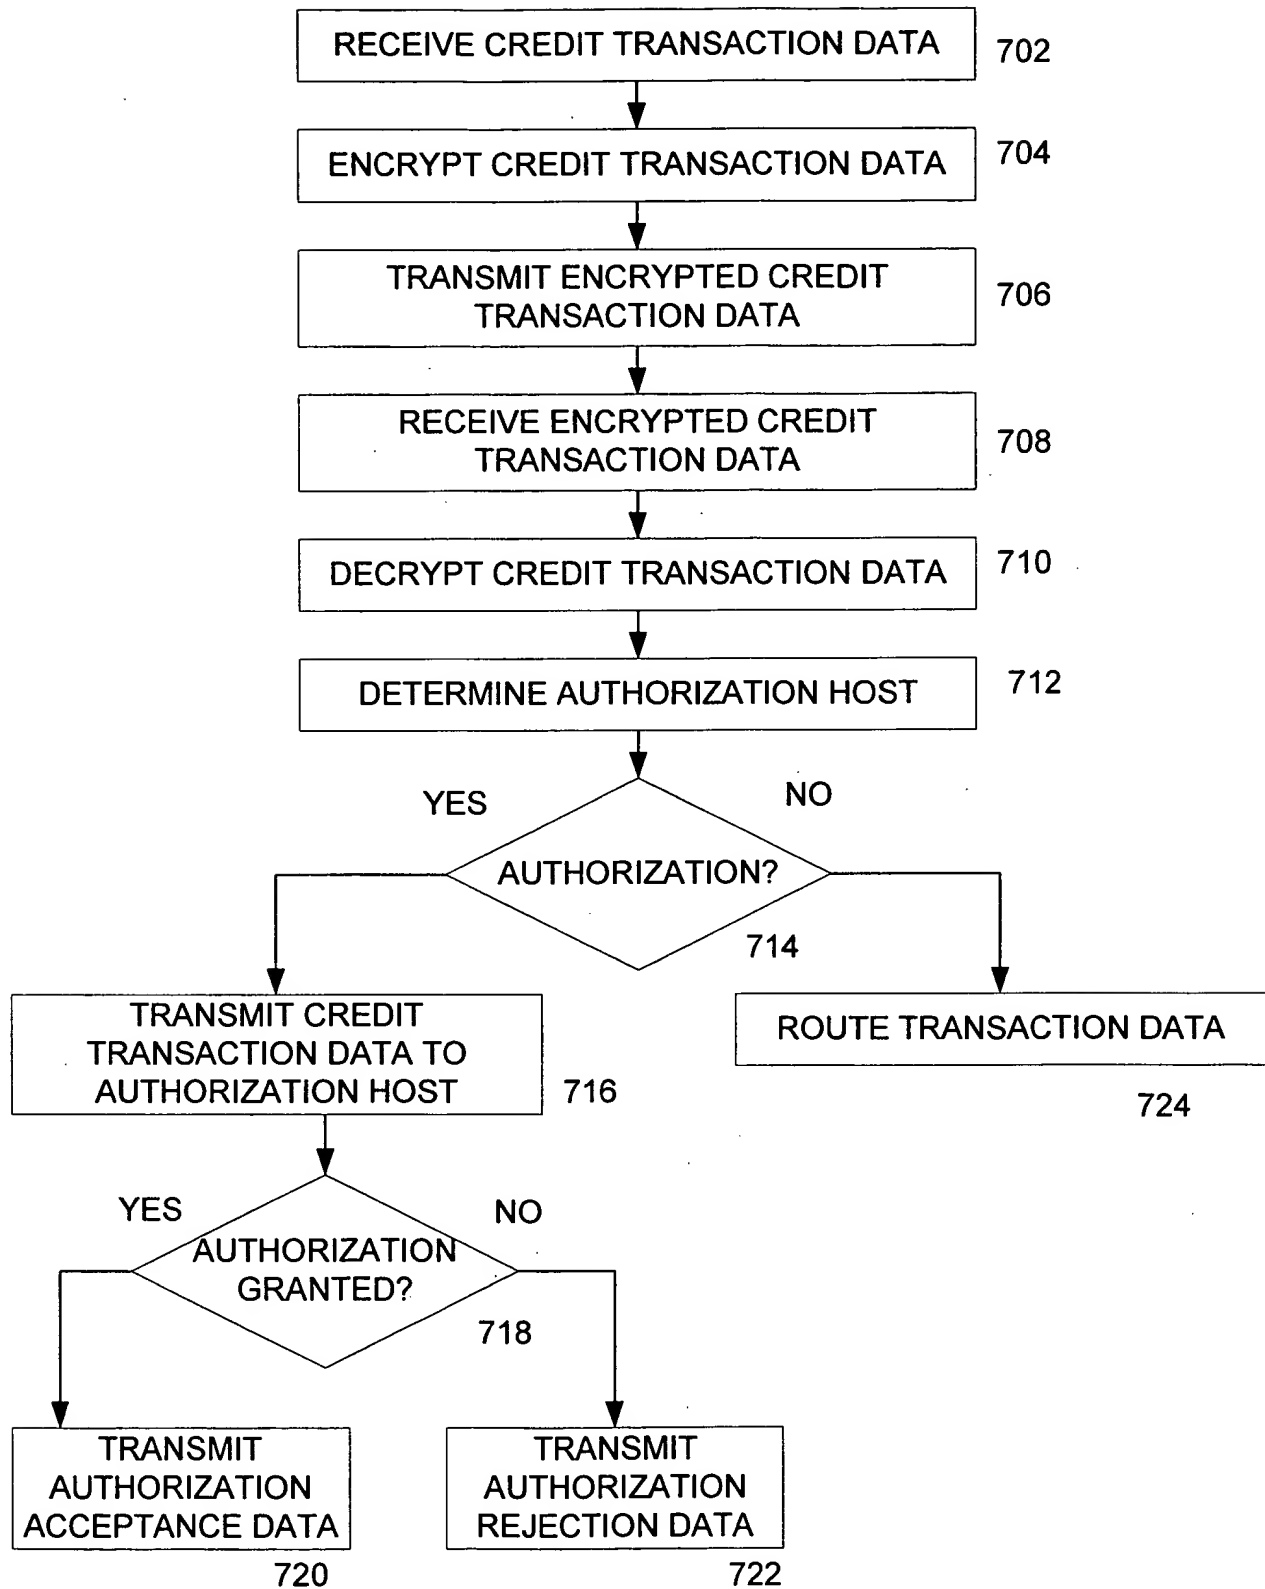 RECEIVE CREDIT TRANSACTION DATA
702
ENCRYPT CREDIT TRANSACTION DATA
704
TRANSMIT ENCRYPTED CREDIT
TRANSACTION DATA
706
RECEIVE ENCRYPTED CREDIT
TRANSACTION DATA
708
DECRYPT CREDIT TRANSACTION DATA
710
DETERMINE AUTHORIZATION HOST
712
YES
NO
AUTHORIZATION?
714
TRANSMIT CREDIT
TRANSACTION DATA TO
AUTHORIZATION HOST
716
ROUTE TRANSACTION DATA
724
YES
NO
AUTHORIZATION
GRANTED?
718
TRANSMIT
AUTHORIZATION
ACCEPTANCE DATA
720
TRANSMIT
AUTHORIZATION
REJECTION DATA
722